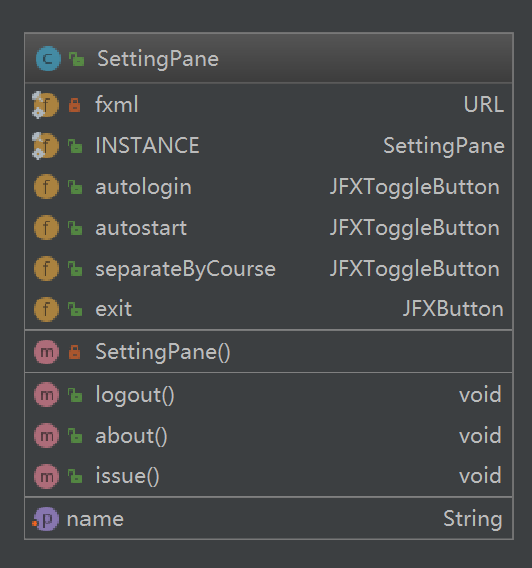 c SettingPane
f fxml URL
f INSTANCE SettingPane
f autologin JFXToggleButton
f autostart JFXToggleButton
f separateByCourse JFXToggleButton
f exit JFXButton
m SettingPane()
m logout() void
m about() void
m issue() void
p name String